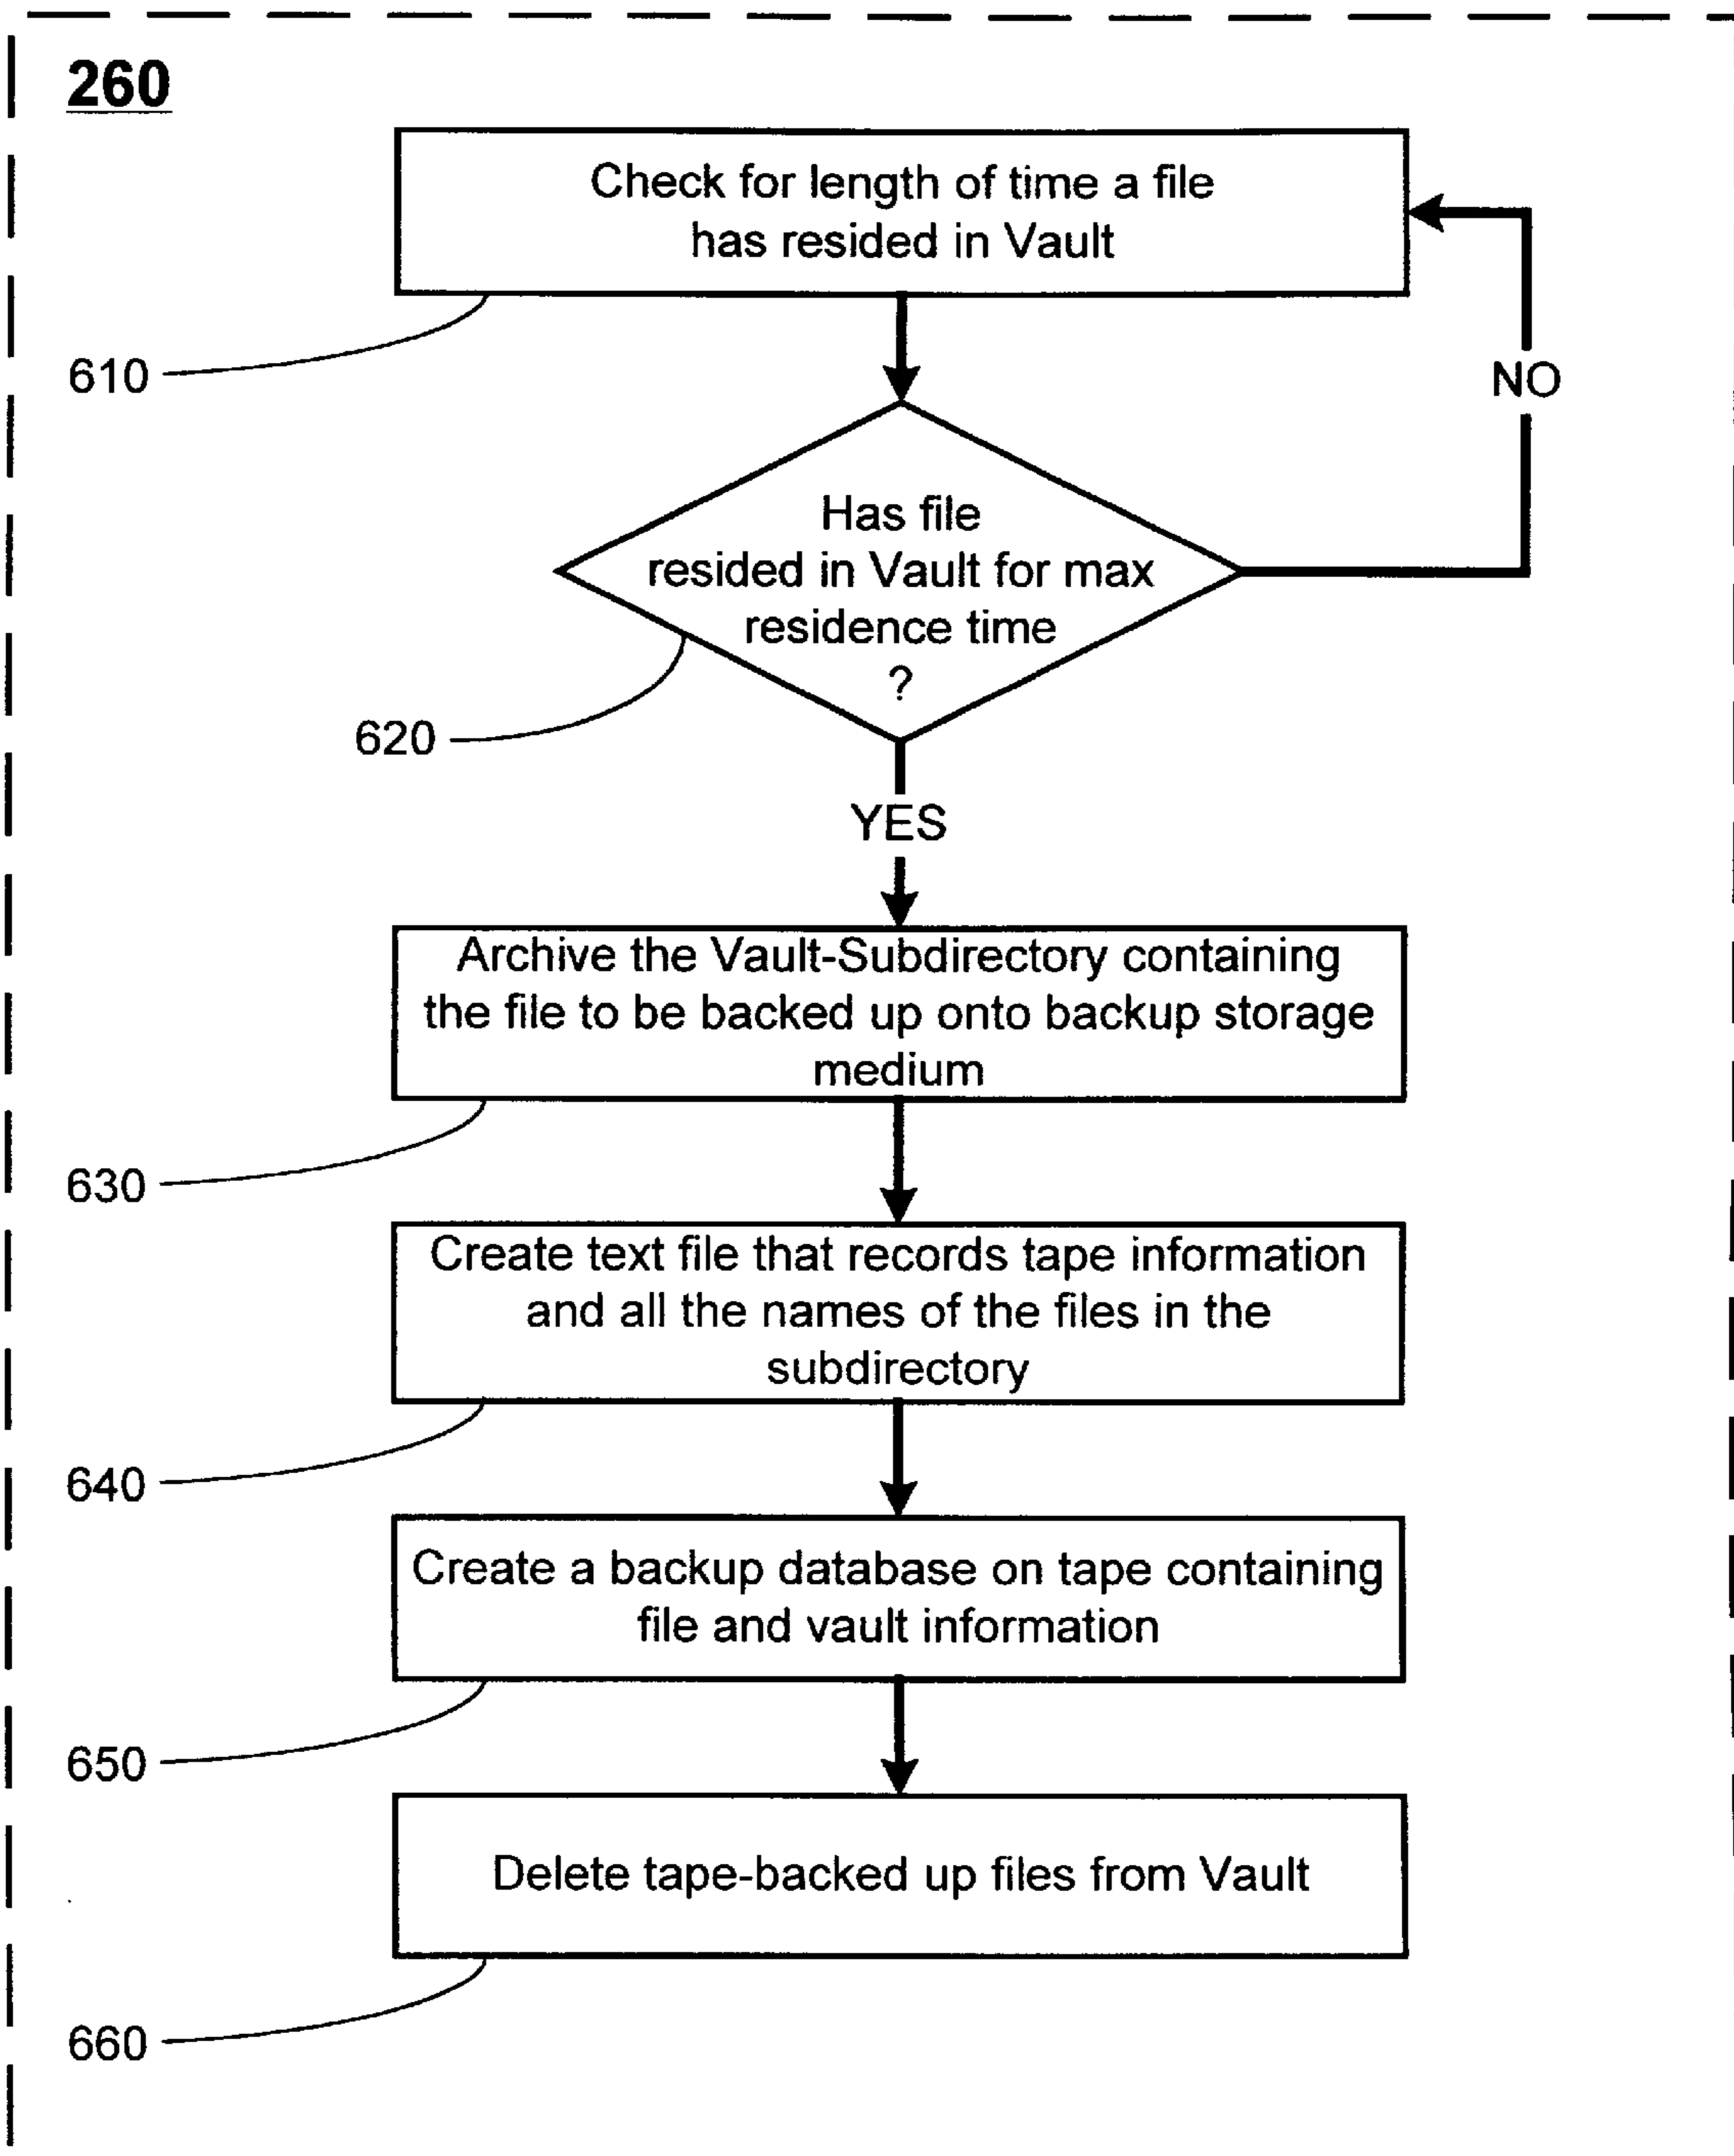 260
Check for length of time a file
has resided in Vault
610
NO
Has file
resided in Vault for max
residence time
?
620
YES
Archive the Vault-Subdirectory containing
the file to be backed up onto backup storage
medium
630
Create text file that records tape information
and all the names of the files in the
subdirectory
640
Create a backup database on tape containing
file and vault information
650
Delete tape-backed up files from Vault
660